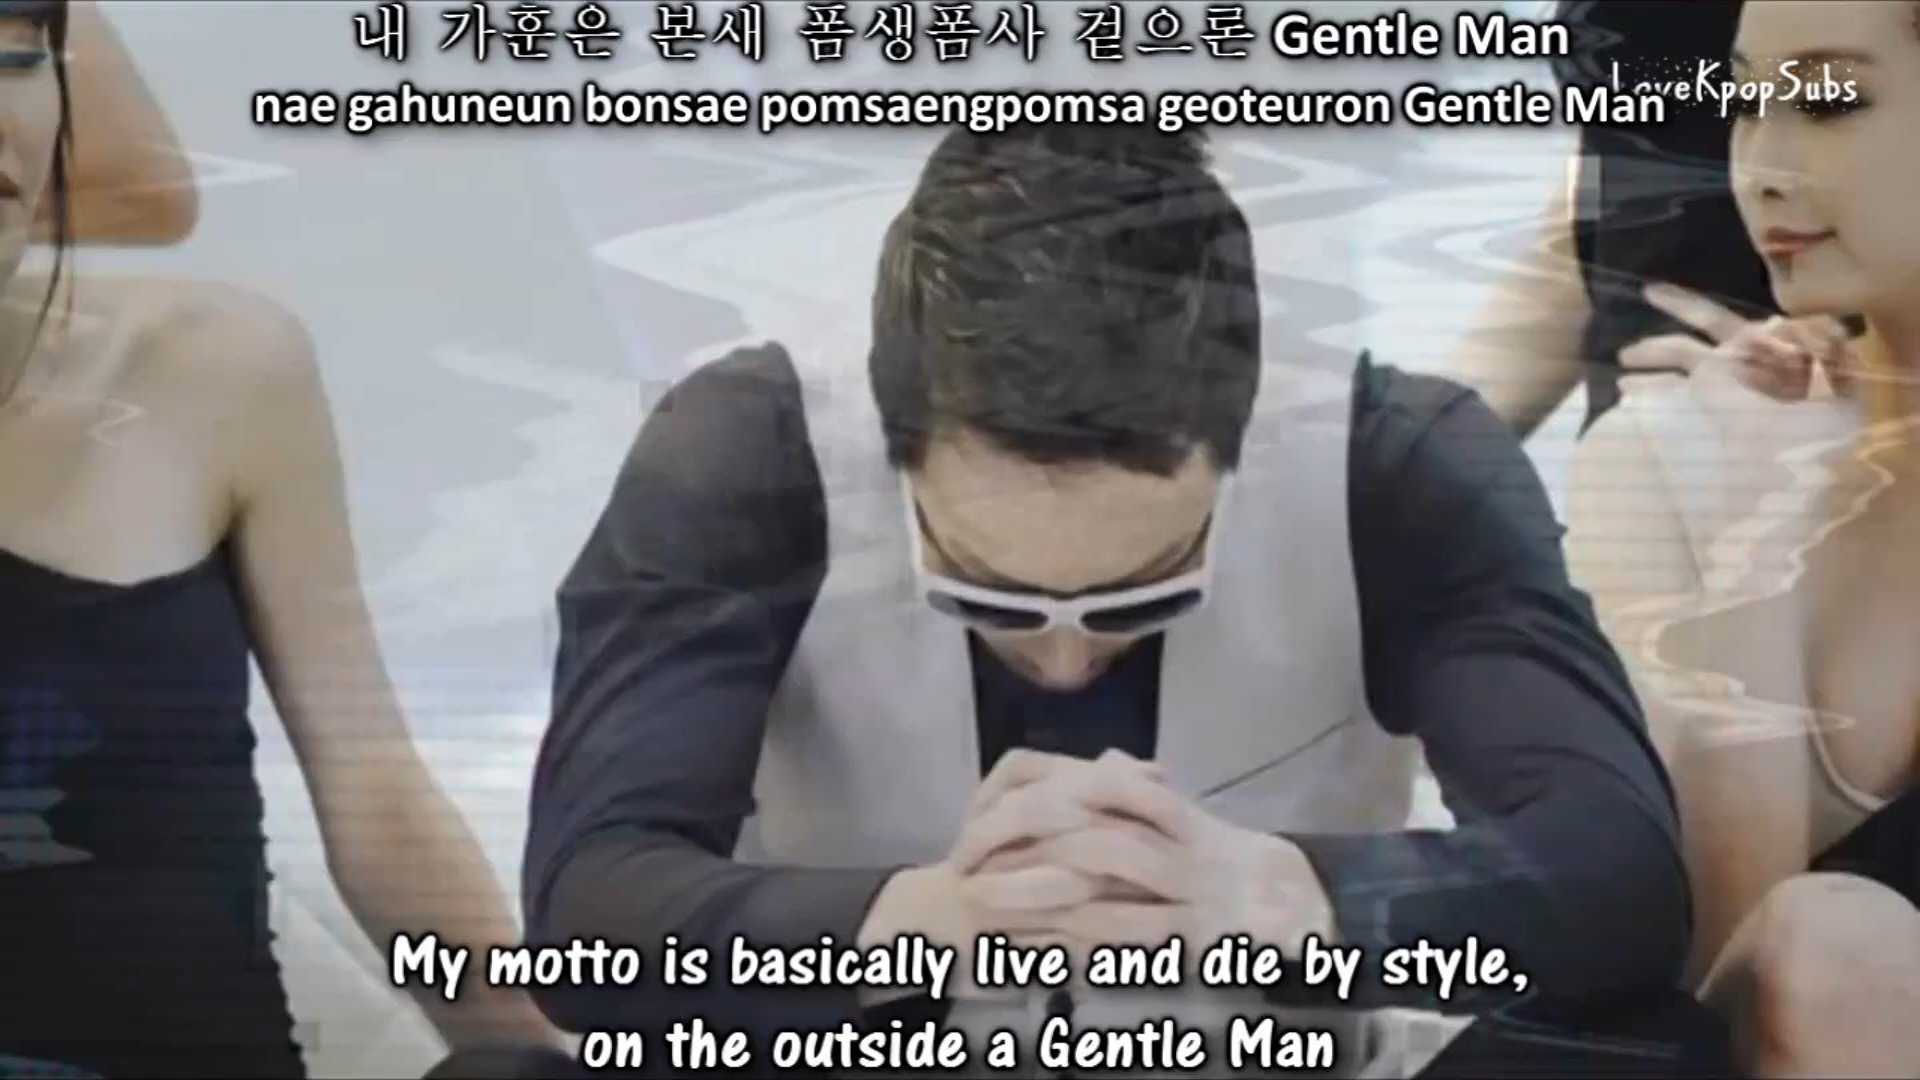 내 가훈은 본새 폼생폼사 겉으론 Gentle Man
nae gahuneun bonsae pomsaengpomsa geoteuron Gentle Man
LoveKpopSubs
My motto is basically live and die by style,
on the outside a Gentle Man